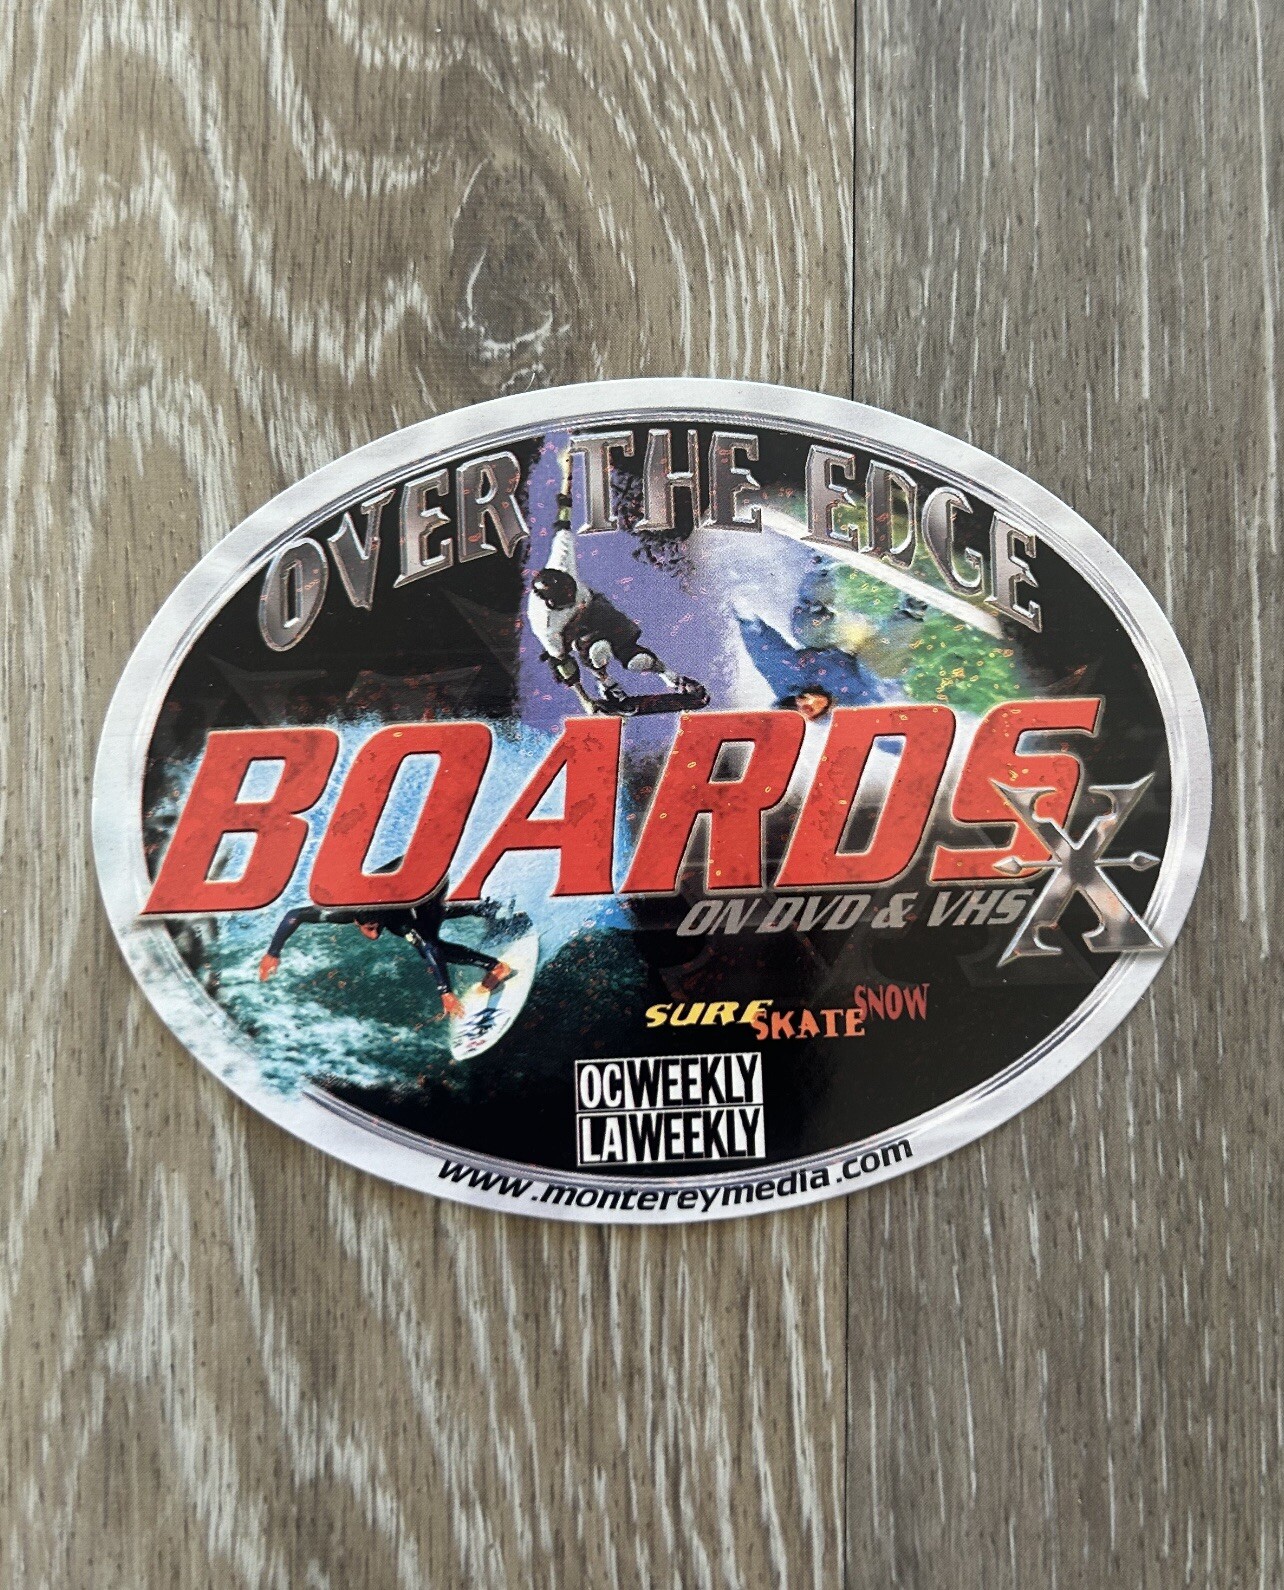 OVER THE EDGE
BOARDS
X
ON DVD & VHS
SURF SKATE SNOW
OC WEEKLY
LA WEEKLY
www.montereymedia.com